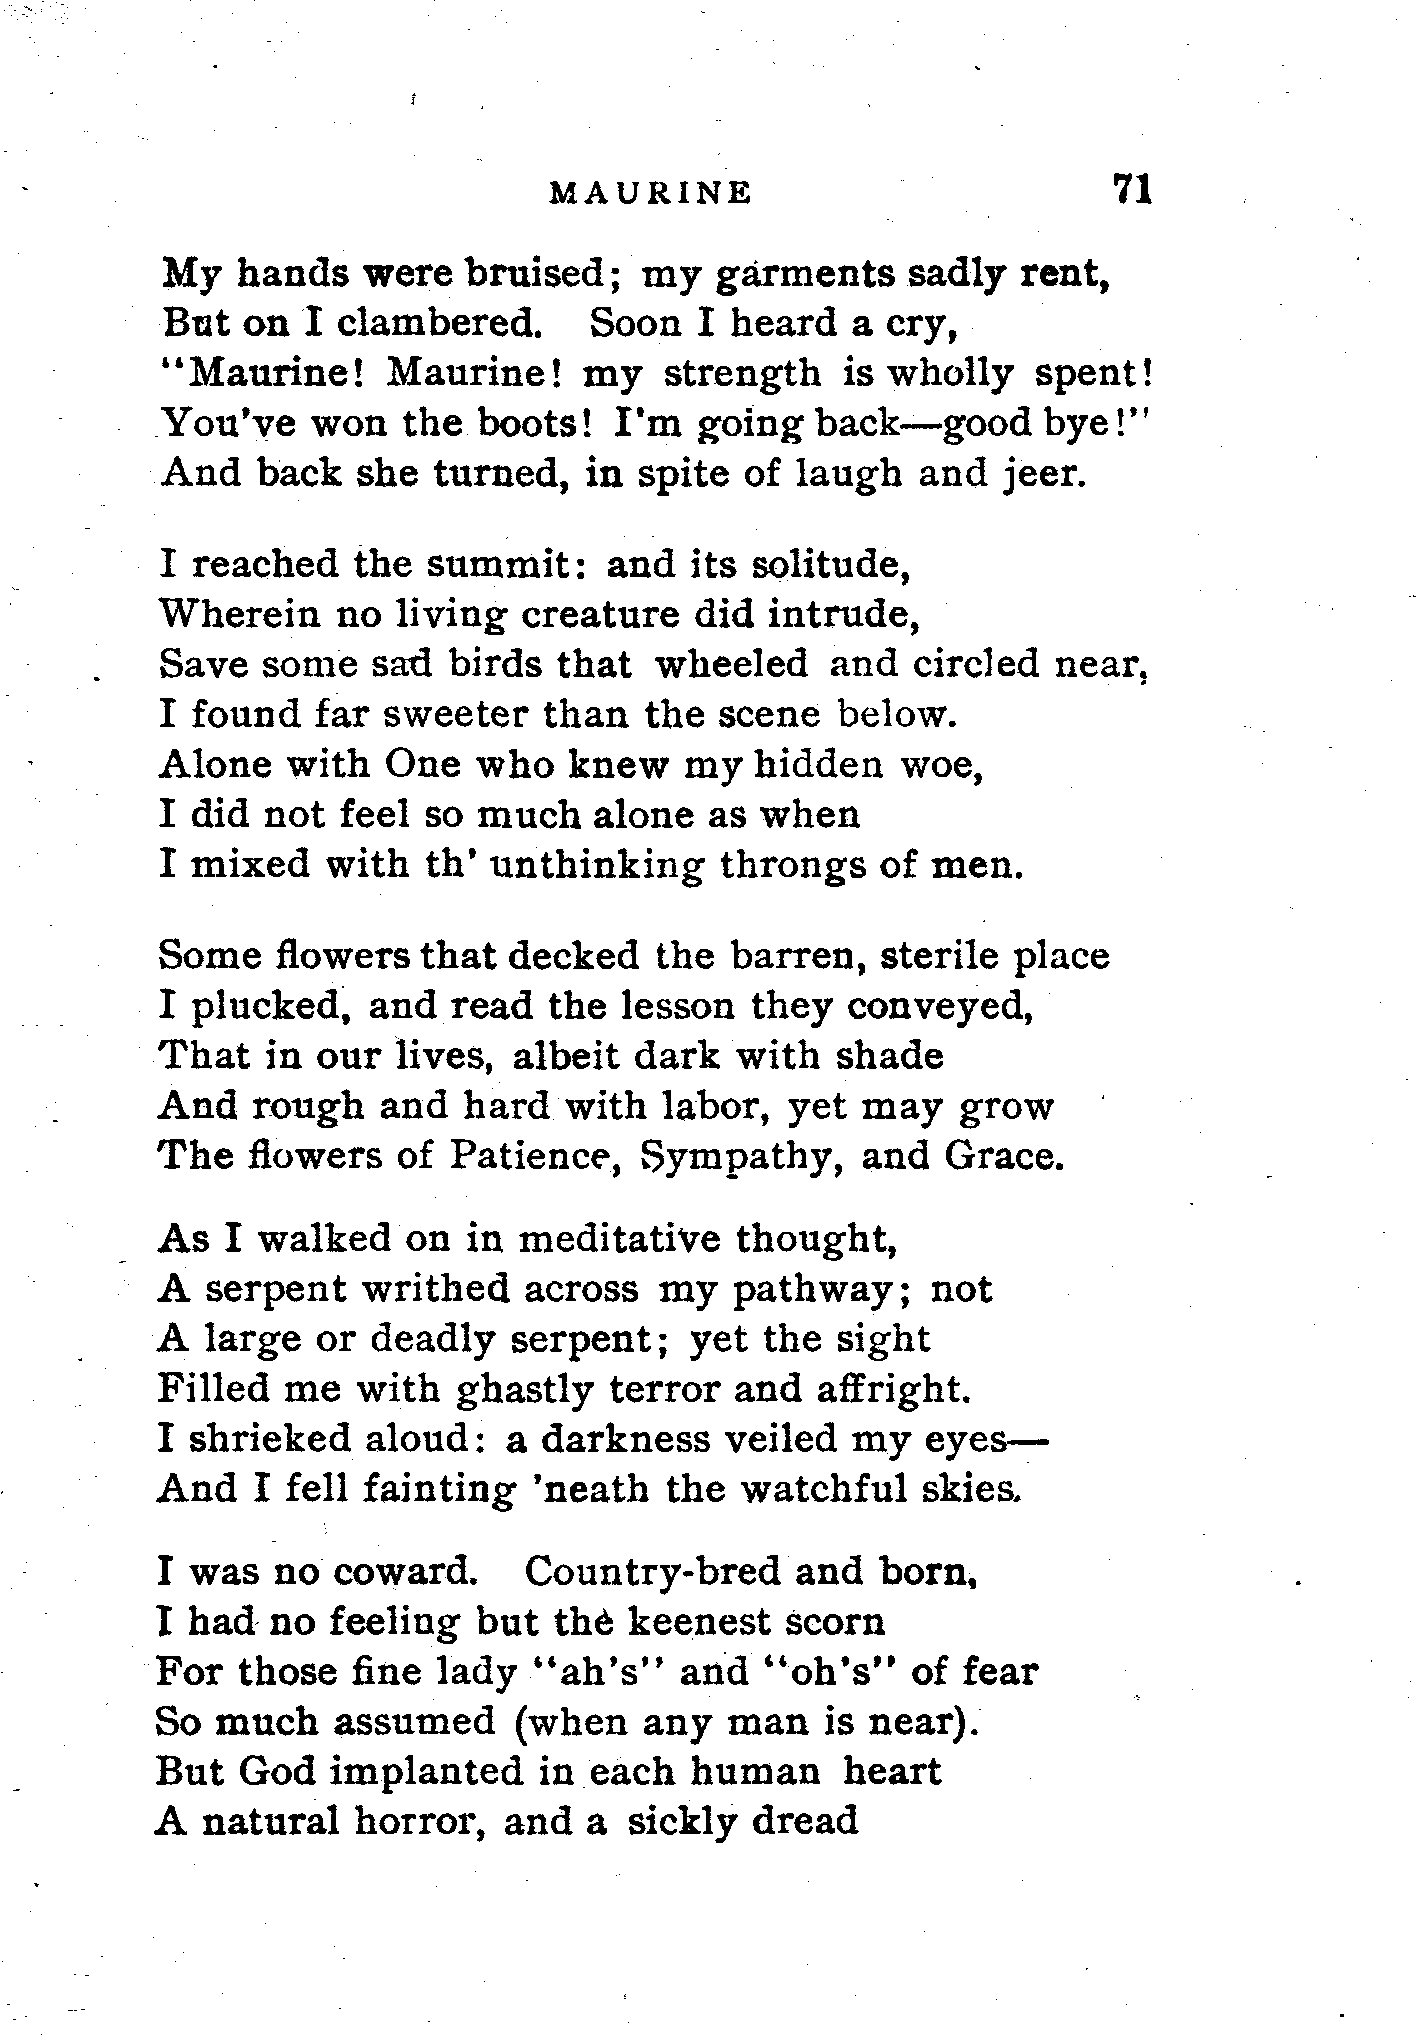 MAURINE 71
My hands were bruised; my garments sadly rent,
But on I clambered. Soon I heard a cry,
"Maurine! Maurine! my strength is wholly spent!
You've won the boots! I'm going back—good bye!"
And back she turned, in spite of laugh and jeer.
I reached the summit: and its solitude,
Wherein no living creature did intrude,
Save some sad birds that wheeled and circled near,
I found far sweeter than the scene below.
Alone with One who knew my hidden woe,
I did not feel so much alone as when
I mixed with th' unthinking throngs of men.
Some flowers that decked the barren, sterile place
I plucked, and read the lesson they conveyed,
That in our lives, albeit dark with shade
And rough and hard with labor, yet may grow
The flowers of Patience, Sympathy, and Grace.
As I walked on in meditative thought,
A serpent writhed across my pathway; not
A large or deadly serpent; yet the sight
Filled me with ghastly terror and affright.
I shrieked aloud: a darkness veiled my eyes—
And I fell fainting 'neath the watchful skies.
I was no coward. Country-bred and born,
I had no feeling but the keenest scorn
For those fine lady "ah's" and "oh's" of fear
So much assumed (when any man is near).
But God implanted in each human heart
A natural horror, and a sickly dread